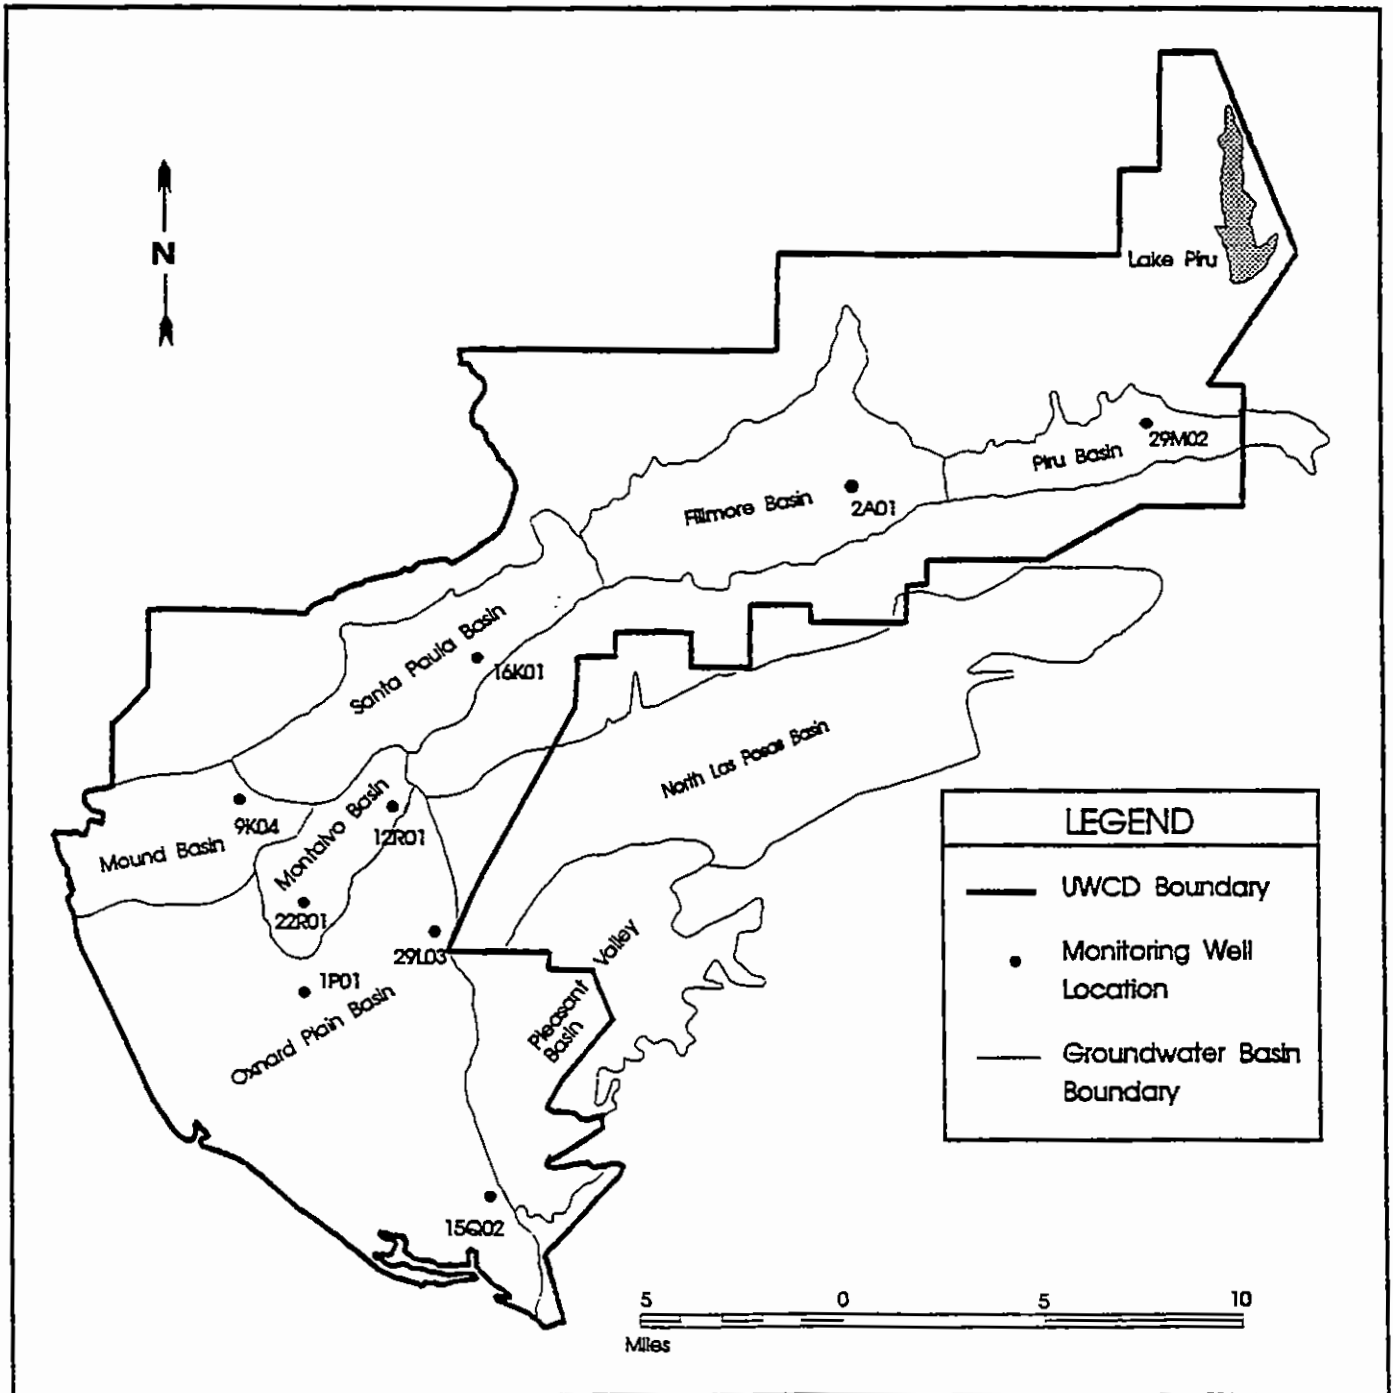 N
Lake Piru
29M02
Piru Basin
Fillmore Basin
2A01
Santa Paula Basin
16K01
North Las Posas Basin
9K04
Mound Basin
Montalvo Basin
12R01
22R01
29L03
1P01
Oxnard Plain Basin
Pleasant Valley
Basin
15Q02
LEGEND
UWCD Boundary
Monitoring Well
Location
Groundwater Basin
Boundary
5 0 5 10
Miles